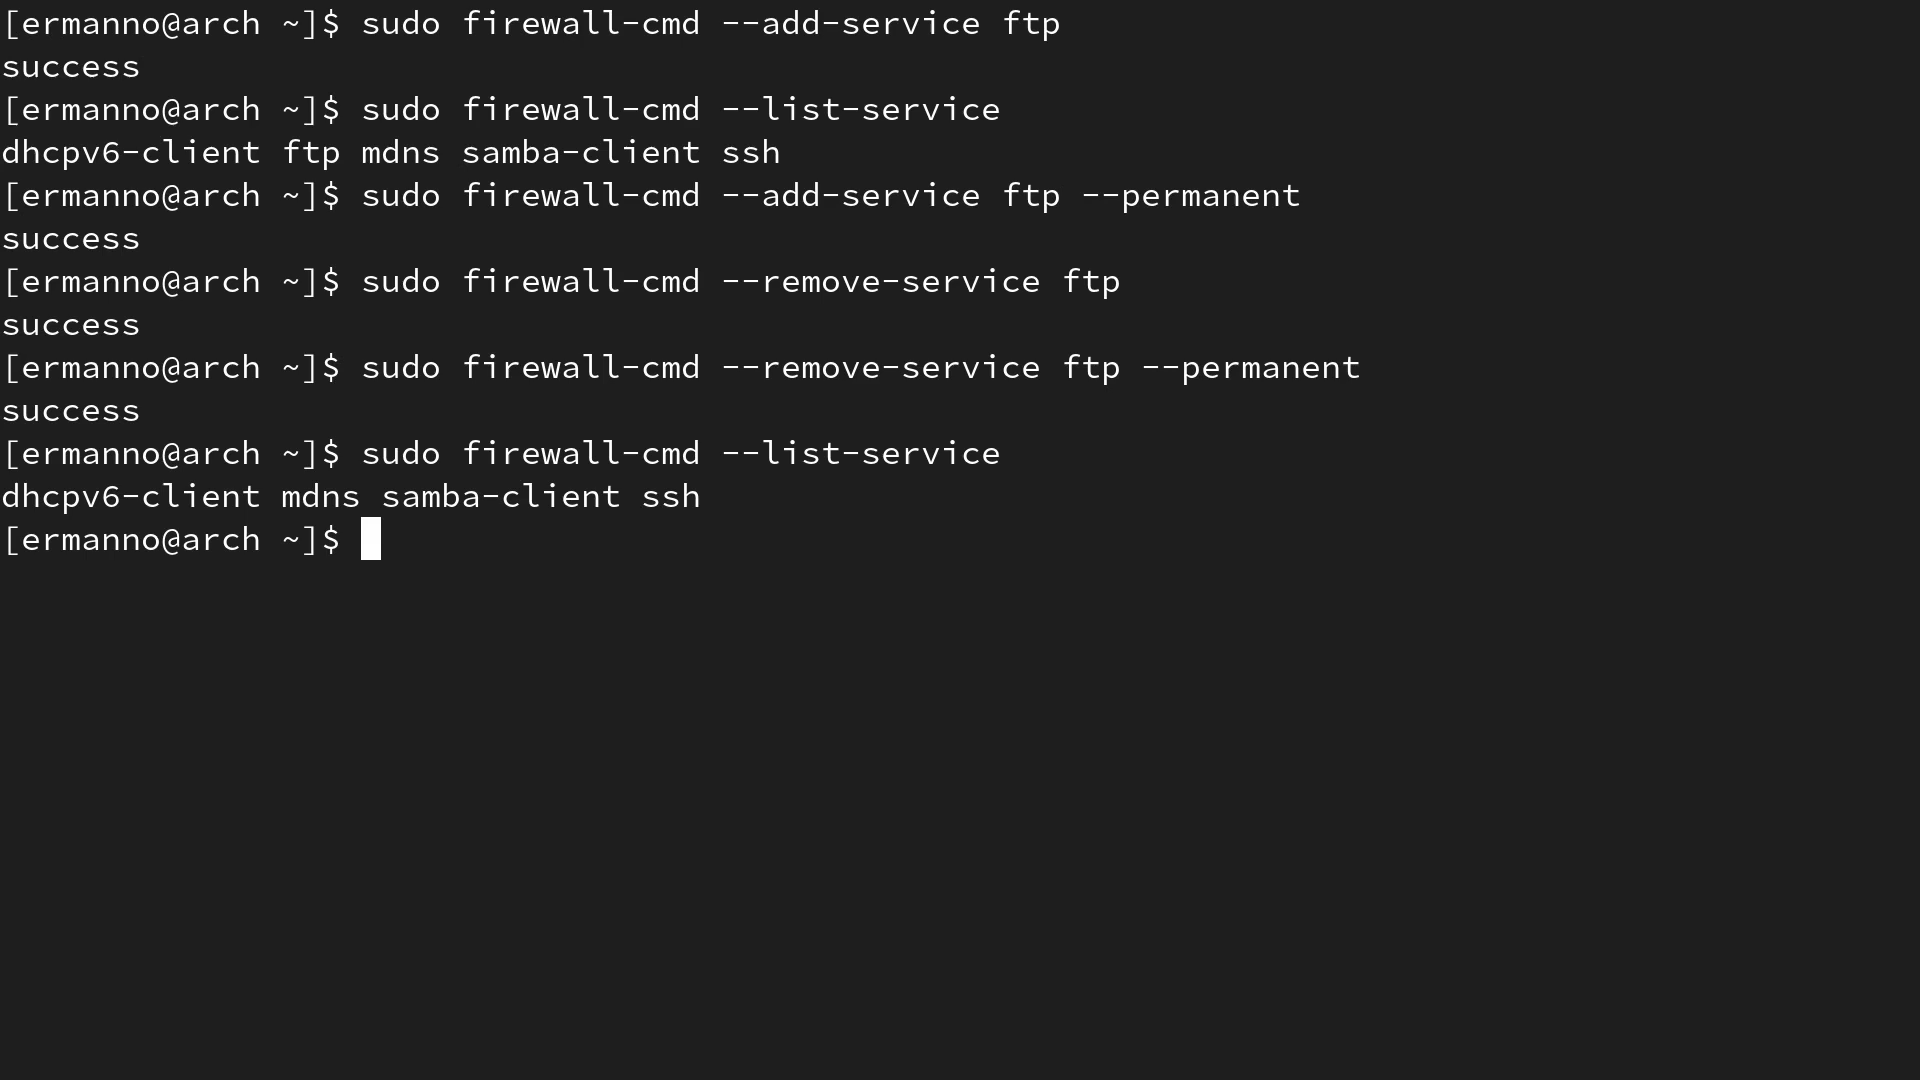 [ermanno@arch ~]$ sudo firewall-cmd --add-service ftp
success
[ermanno@arch ~]$ sudo firewall-cmd --list-service
dhcpv6-client ftp mdns samba-client ssh
[ermanno@arch ~]$ sudo firewall-cmd --add-service ftp --permanent
success
[ermanno@arch ~]$ sudo firewall-cmd --remove-service ftp
success
[ermanno@arch ~]$ sudo firewall-cmd --remove-service ftp --permanent
success
[ermanno@arch ~]$ sudo firewall-cmd --list-service
dhcpv6-client mdns samba-client ssh
[ermanno@arch ~]$